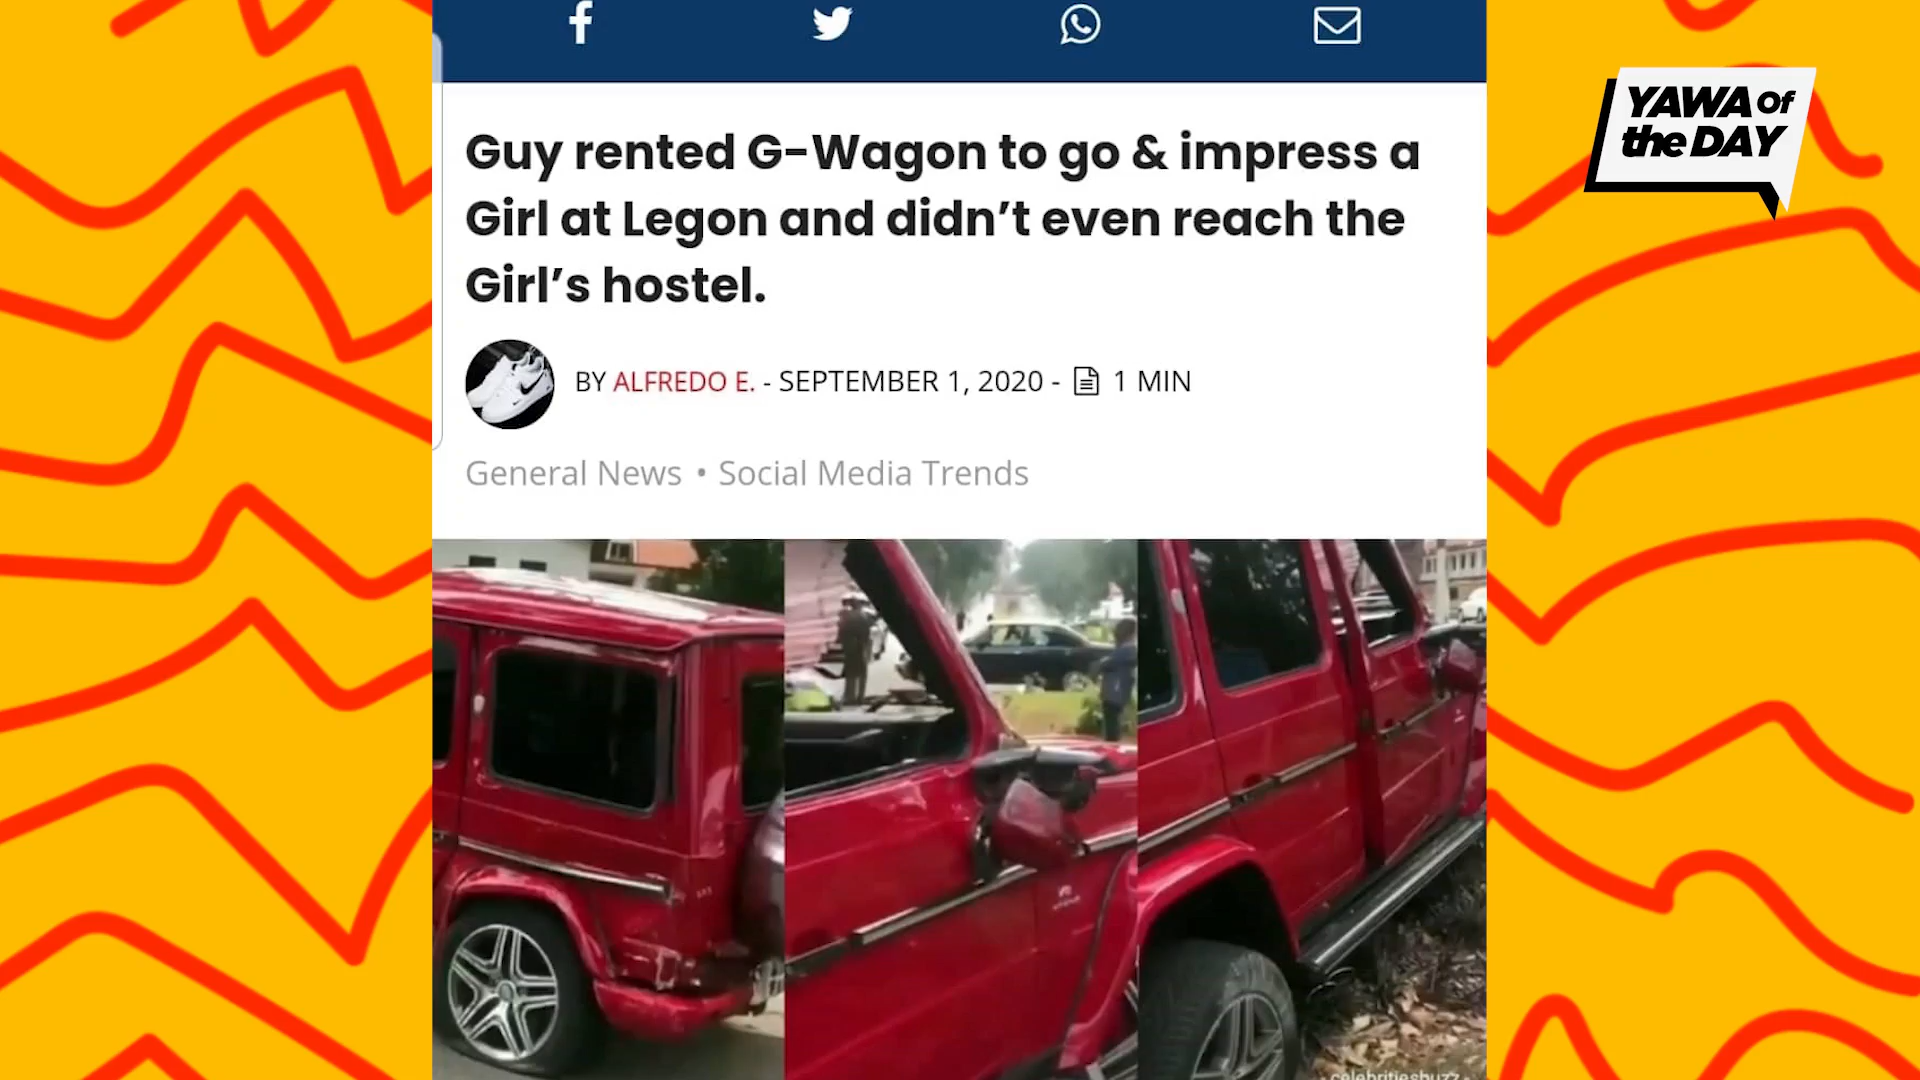 YAWA of
the DAY
Guy rented G-Wagon to go & impress a
Girl at Legon and didn’t even reach the
Girl’s hostel.
BY ALFREDO E. - SEPTEMBER 1, 2020 - 1 MIN
General News • Social Media Trends
celebritiesbuzz